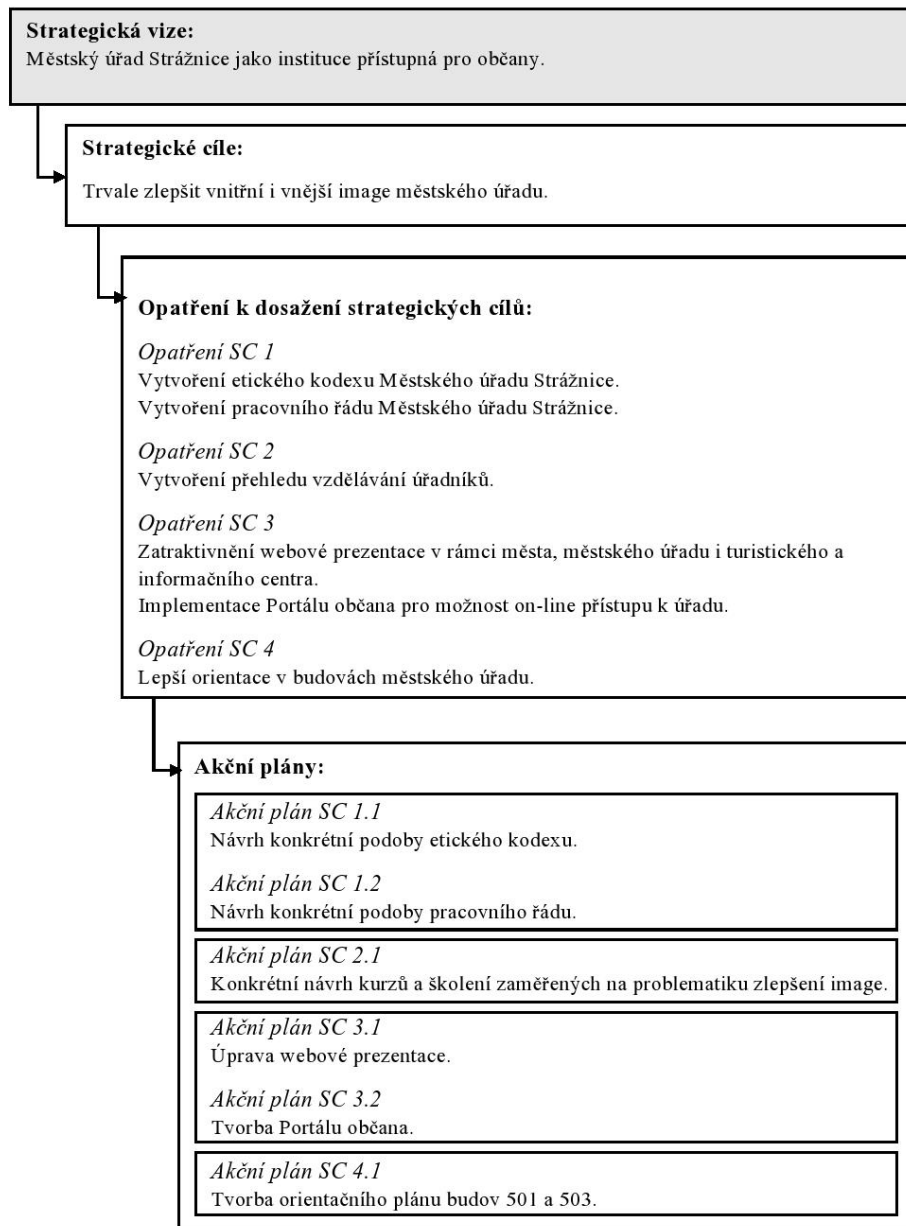 Strategická vize:
Městský úřad Strážnice jako instituce přístupná pro občany.
Strategické cíle:
Trvale zlepšit vnitřní i vnější image městského úřadu.
Opatření k dosažení strategických cílů:
Opatření SC 1
Vytvoření etického kodexu Městského úřadu Strážnice.
Vytvoření pracovního řádu Městského úřadu Strážnice.
Opatření SC 2
Vytvoření přehledu vzdělávání úřadníků.
Opatření SC 3
Zatraktivnění webové prezentace v rámci města, městského úřadu i turistického a
informačního centra.
Implementace Portálu občana pro možnost on-line přístupu k úřadu.
Opatření SC 4
Lepší orientace v budovách městského úřadu.
Akční plány:
Akční plán SC 1.1
Návrh konkrétní podoby etického kodexu.
Akční plán SC 1.2
Návrh konkrétní podoby pracovního řádu.
Akční plán SC 2.1
Konkrétní návrh kurzů a školení zaměřených na problematiku zlepšení image.
Akční plán SC 3.1
Úprava webové prezentace.
Akční plán SC 3.2
Tvorba Portálu občana.
Akční plán SC 4.1
Tvorba orientačního plánu budov 501 a 503.